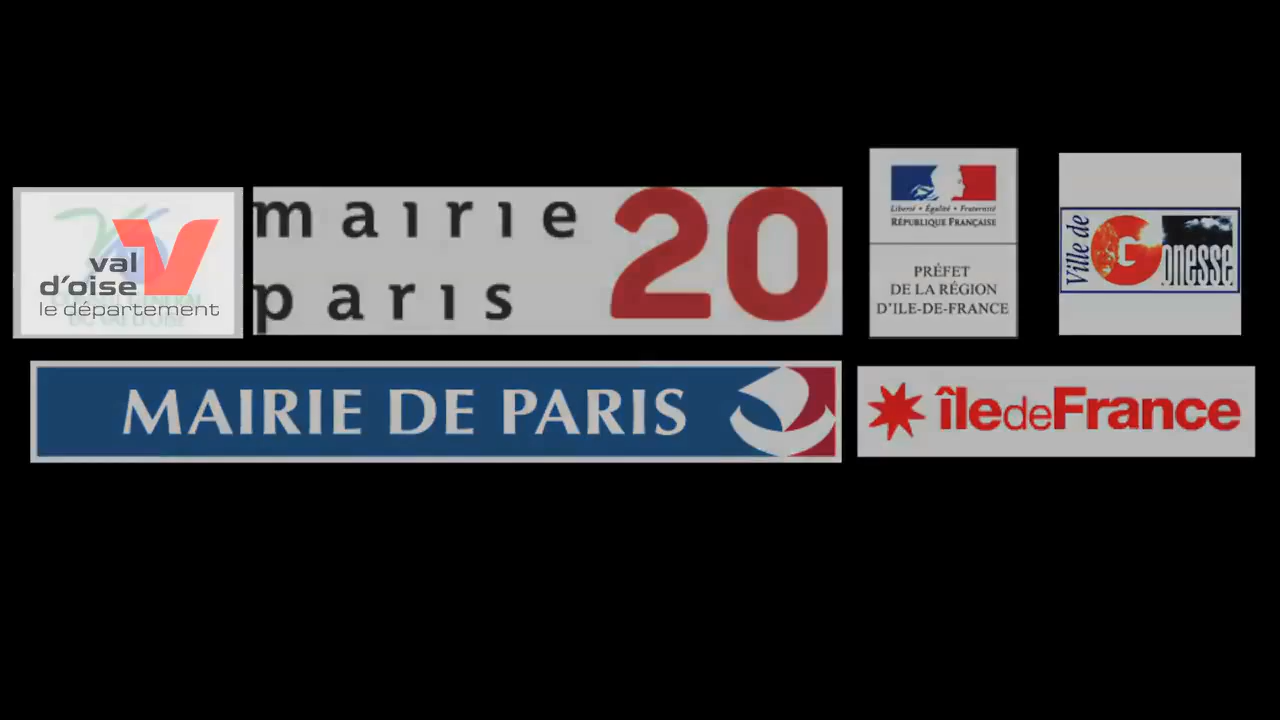 val
d'oise
le département
mairie 20
paris
Liberté • Égalité • Fraternité
RÉPUBLIQUE FRANÇAISE
PRÉFET
DE LA RÉGION
D'ILE-DE-FRANCE
Ville de
Gonesse
MAIRIE DE PARIS
îledeFrance